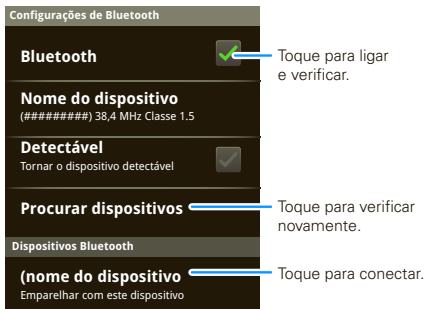 Configurações de Bluetooth
Bluetooth
Toque para ligar
e verificar.
Nome do dispositivo
(#########) 38,4 MHz Classe 1.5
Detectável
Tornar o dispositivo detectável
Procurar dispositivos
Toque para verificar
novamente.
Dispositivos Bluetooth
(nome do dispositivo
Toque para conectar.
Emparelhar com este dispositivo